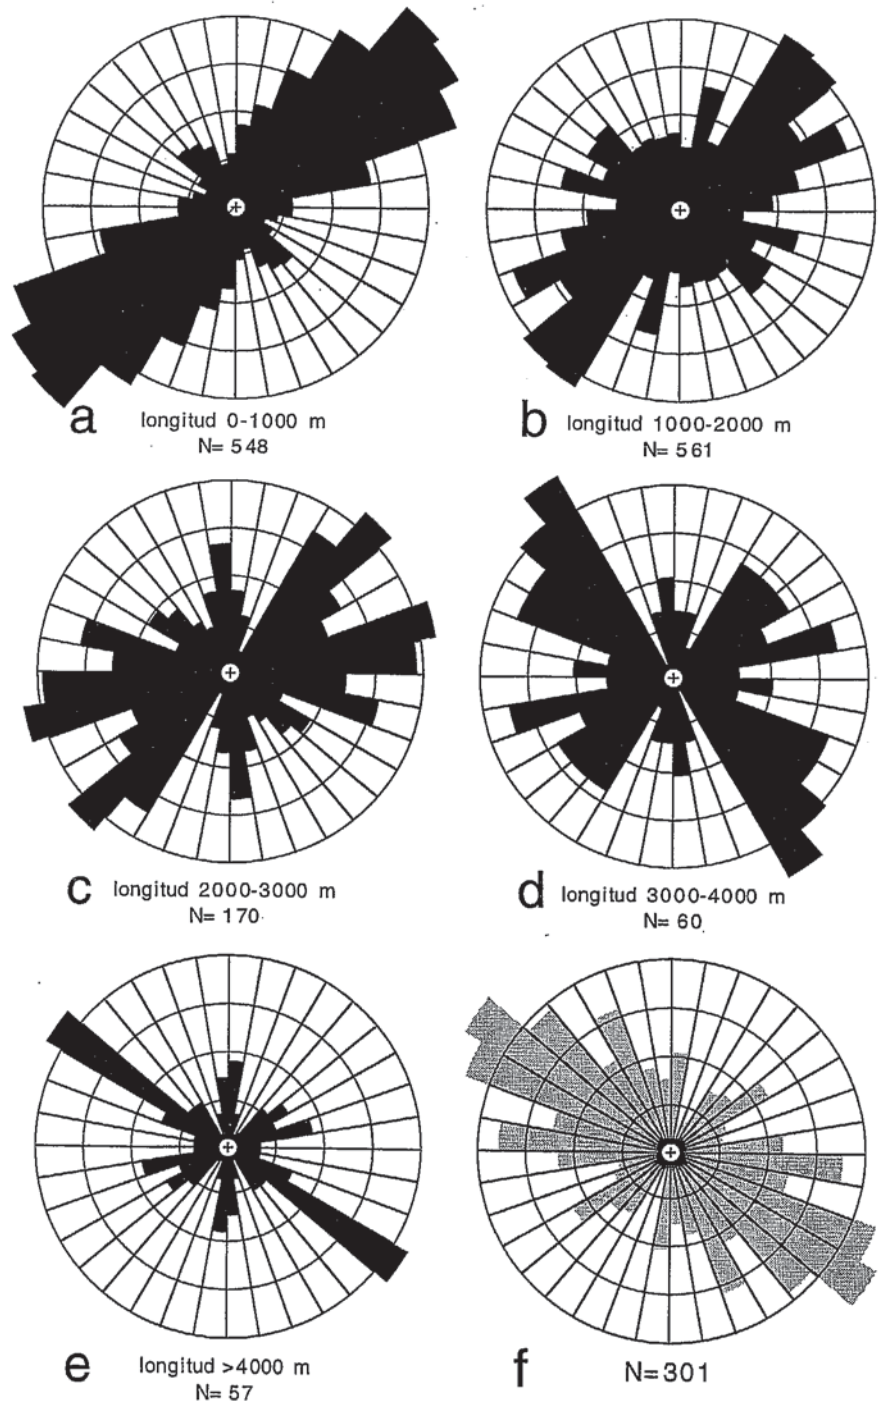 a
longitud 0-1000 m
N= 548
b
longitud 1000-2000 m
N= 561
c
longitud 2000-3000 m
N= 170
d
longitud 3000-4000 m
N= 60
e
longitud >4000 m
N= 57
f
N=301